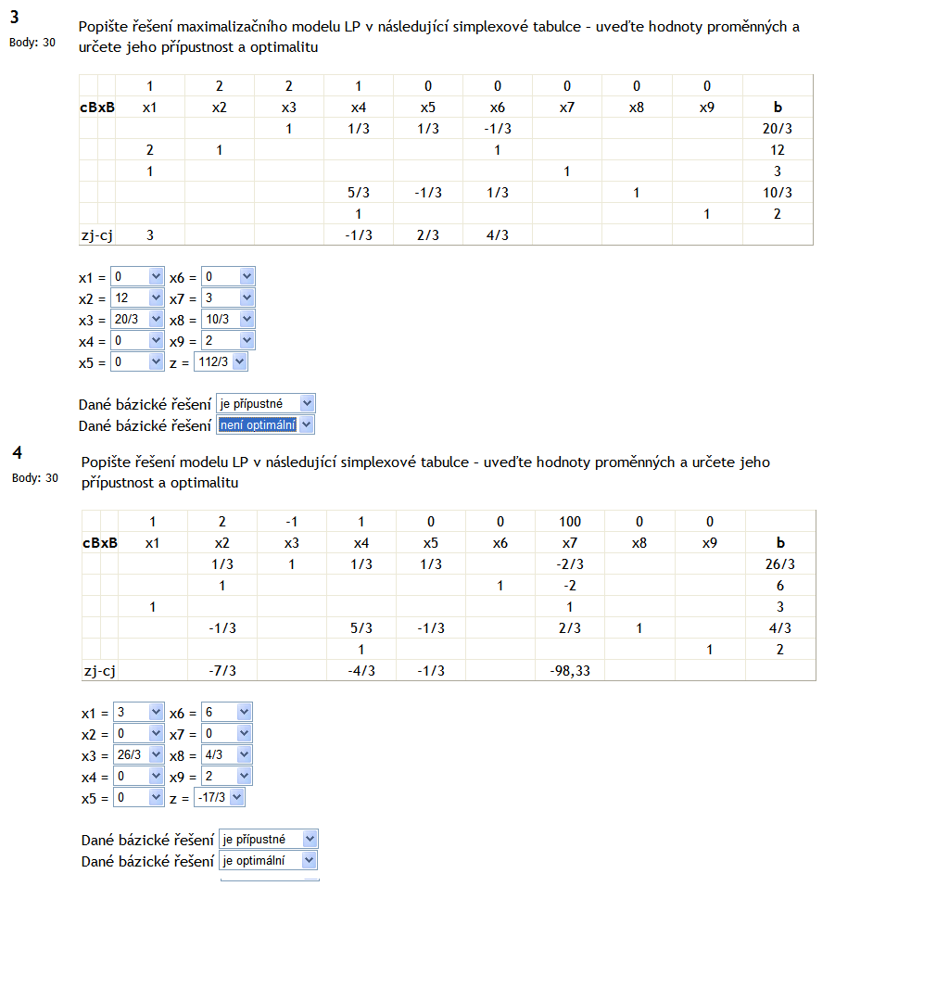 3
Body: 30
Popište řešení maximalizačního modelu LP v následující simplexové tabulce – uveďte hodnoty proměnných a
určete jeho přípustnost a optimalitu
1 2 2 1 0 0 0 0 0
cB xB x1 x2 x3 x4 x5 x6 x7 x8 x9 b
1 1/3 1/3 -1/3 20/3
2 1 1 12
1 1 3
5/3 -1/3 1/3 1 10/3
1 1 2
zj-cj 3 -1/3 2/3 4/3
x1 = 0 x6 = 0
x2 = 12 x7 = 3
x3 = 20/3 x8 = 10/3
x4 = 0 x9 = 2
x5 = 0 z = 112/3
Dané bázické řešení je přípustné
Dané bázické řešení není optimální
4
Body: 30
Popište řešení modelu LP v následující simplexové tabulce – uveďte hodnoty proměnných a určete jeho
přípustnost a optimalitu
1 2 -1 1 0 0 100 0 0
cB xB x1 x2 x3 x4 x5 x6 x7 x8 x9 b
1/3 1 1/3 1/3 -2/3 26/3
1 1 -2 6
1 1 3
-1/3 5/3 -1/3 2/3 1 4/3
1 1 2
zj-cj -7/3 -4/3 -1/3 -98,33
x1 = 3 x6 = 6
x2 = 0 x7 = 0
x3 = 26/3 x8 = 4/3
x4 = 0 x9 = 2
x5 = 0 z = -17/3
Dané bázické řešení je přípustné
Dané bázické řešení je optimální